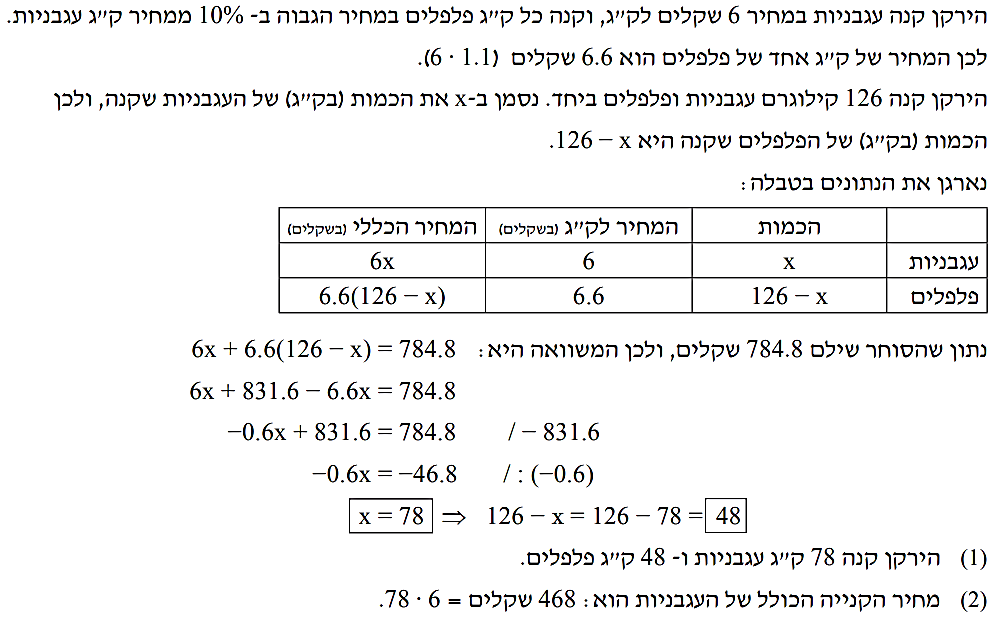 הירקן קנה עגבניות במחיר 6 שקלים לק״ג, וקנה כל ק״ג פלפלים במחיר הגבוה ב- 10% ממחיר ק״ג עגבניות.
לכן המחיר של ק״ג אחד של פלפלים הוא 6.6 שקלים (6 · 1.1).
הירקן קנה 126 קילוגרם עגבניות ופלפלים ביחד. נסמן ב-x את הכמות (בק״ג) של העגבניות שקנה, ולכן
הכמות (בק״ג) של הפלפלים שקנה היא 126 − x.
נארגן את הנתונים בטבלה:
הכמות המחיר לק״ג (בשקלים) המחיר הכללי (בשקלים)
עגבניות x 6 6x
פלפלים 126 − x 6.6 6.6(126 − x)
נתון שהסוחר שילם 784.8 שקלים, ולכן המשוואה היא: 6x + 6.6(126 − x) = 784.8
6x + 831.6 − 6.6x = 784.8
−0.6x + 831.6 = 784.8 / − 831.6
−0.6x = −46.8 / : (−0.6)
x = 78 ⇒ 126 − x = 126 − 78 = 48
(1) הירקן קנה 78 ק״ג עגבניות ו- 48 ק״ג פלפלים.
(2) מחיר הקנייה הכולל של העגבניות הוא: 468 שקלים = 6 · 78.